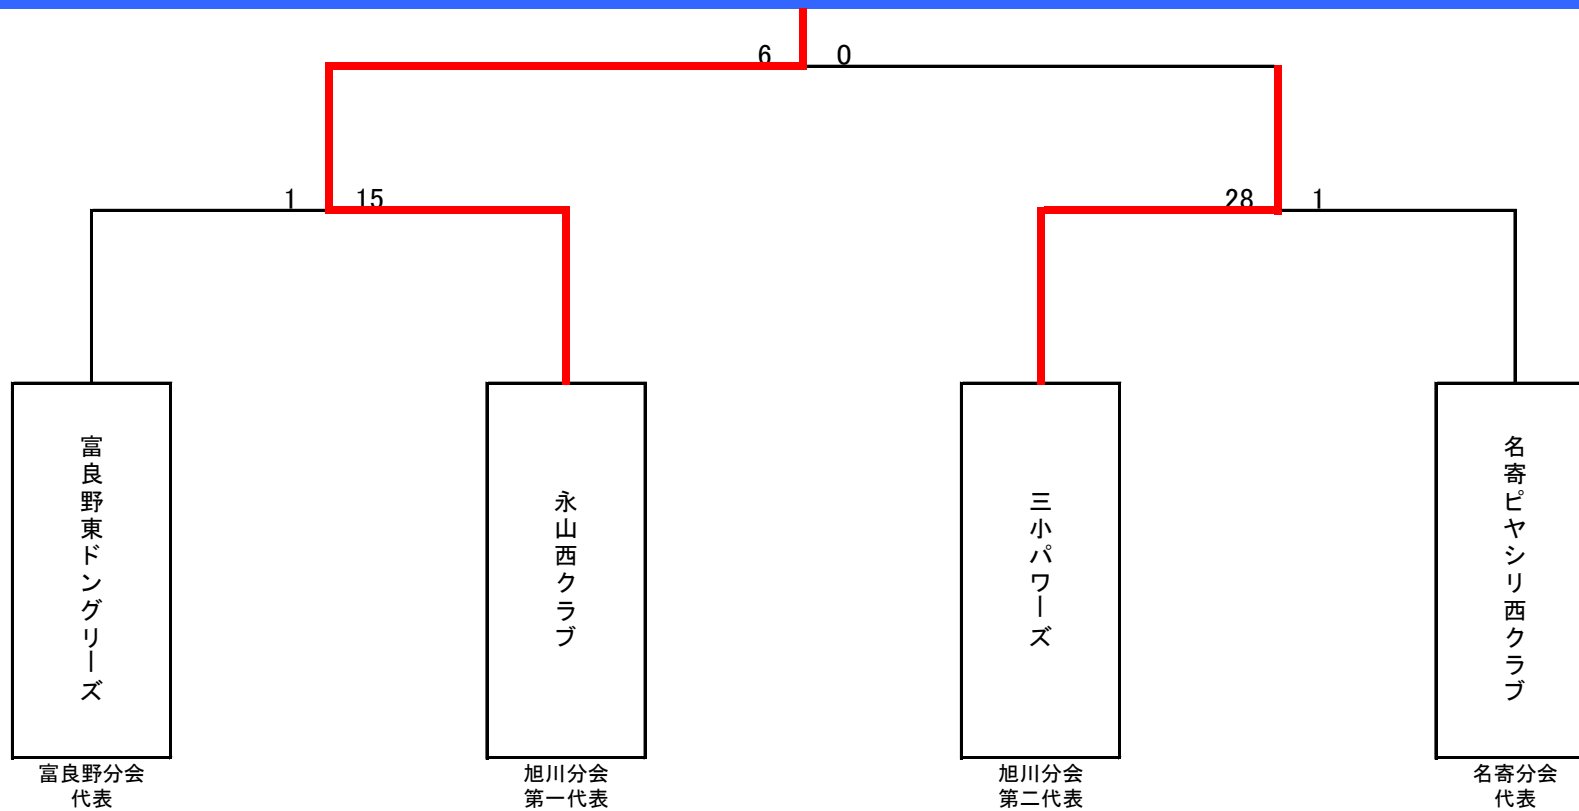 6 0
1 15
28 1
富良野東ドングリーズ
永山西クラブ
三小パワーズ
名寄ピヤシリ西クラブ
富良野分会
代表
旭川分会
第一代表
旭川分会
第二代表
名寄分会
代表